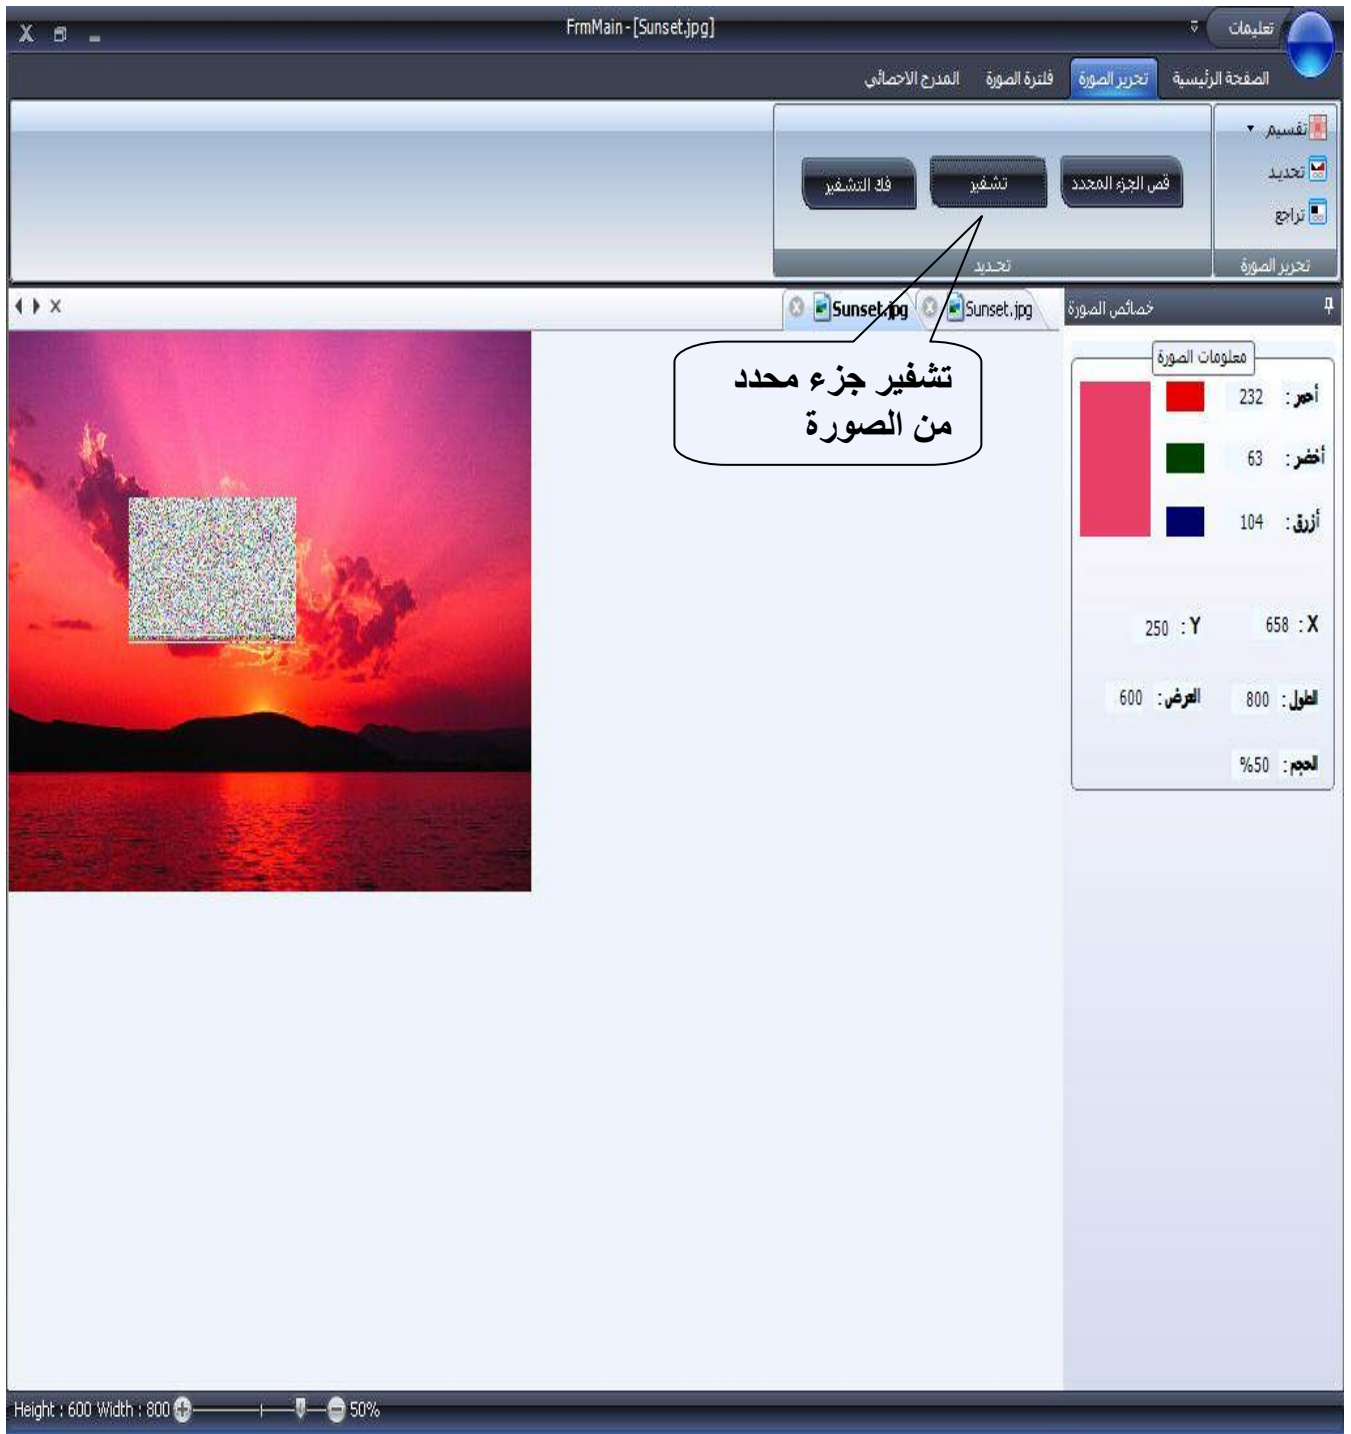 FrmMain - [Sunset.jpg]
تعليمات
الصفحة الرئيسية
تحرير الصورة
فلترة الصورة
المدرج الاحصائي
تقسيم
تحديد
تراجع
تحرير الصورة
قص الجزء المحدد
تشفير
فك التشفير
تحديد
خصائص الصورة
Sunset.jpg
Sunset.jpg
تشفير جزء محدد
من الصورة
معلومات الصورة
أحمر : 232
أخضر : 63
أزرق : 104
X : 658
Y : 250
الطول : 800
العرض : 600
الحجم : 50%
Height : 600 Width : 800
50%